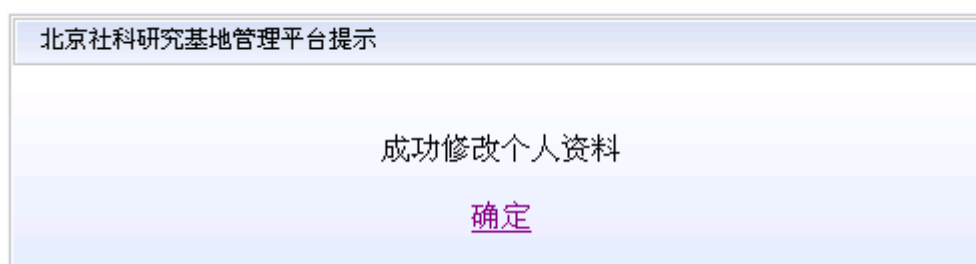 北京社科研究基地管理平台提示
成功修改个人资料
确定